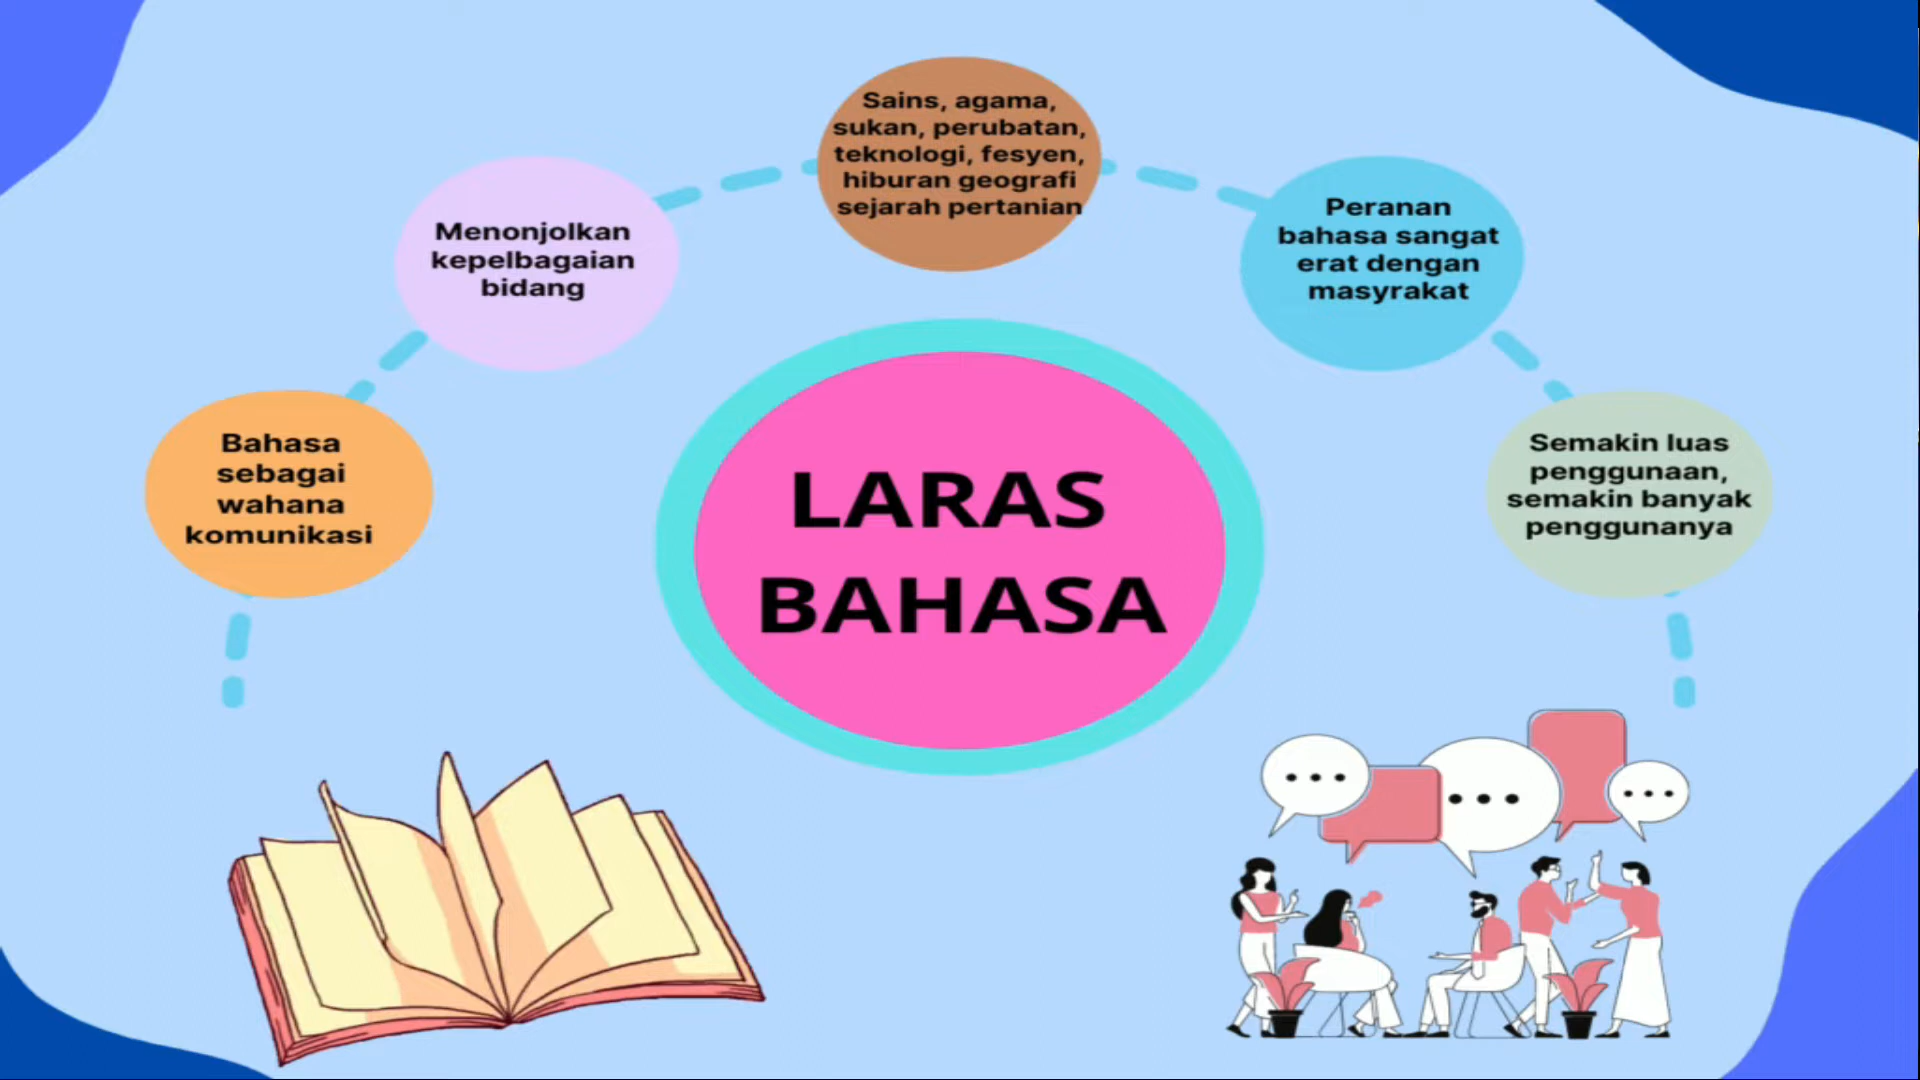 Sains, agama,
sukan, perubatan,
teknologi, fesyen,
hiburan geografi
sejarah pertanian
Menonjolkan
kepelbagaian
bidang
Peranan
bahasa sangat
erat dengan
masyrakat
Bahasa
sebagai
wahana
komunikasi
Semakin luas
penggunaan,
semakin banyak
penggunanya
LARAS
BAHASA